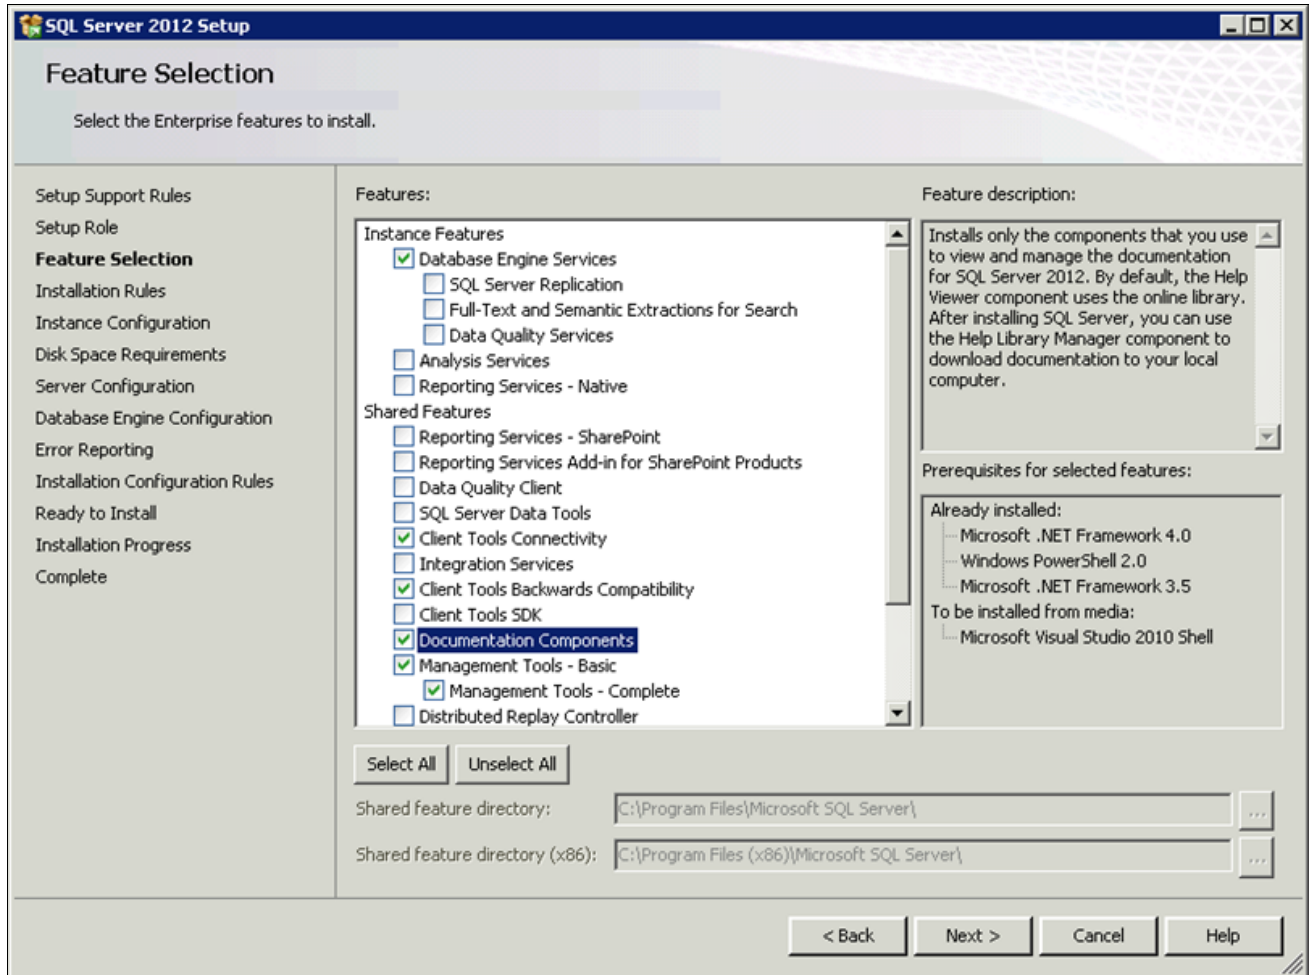 SQL Server 2012 Setup
Feature Selection
Select the Enterprise features to install.
Setup Support Rules
Setup Role
Feature Selection
Installation Rules
Instance Configuration
Disk Space Requirements
Server Configuration
Database Engine Configuration
Error Reporting
Installation Configuration Rules
Ready to Install
Installation Progress
Complete
Features:
Instance Features
Database Engine Services
SQL Server Replication
Full-Text and Semantic Extractions for Search
Data Quality Services
Analysis Services
Reporting Services - Native
Shared Features
Reporting Services - SharePoint
Reporting Services Add-in for SharePoint Products
Data Quality Client
SQL Server Data Tools
Client Tools Connectivity
Integration Services
Client Tools Backwards Compatibility
Client Tools SDK
Documentation Components
Management Tools - Basic
Management Tools - Complete
Distributed Replay Controller
Select All
Unselect All
Feature description:
Installs only the components that you use
to view and manage the documentation
for SQL Server 2012. By default, the Help
Viewer component uses the online library.
After installing SQL Server, you can use
the Help Library Manager component to
download documentation to your local
computer.
Prerequisites for selected features:
Already installed:
Microsoft .NET Framework 4.0
Windows PowerShell 2.0
Microsoft .NET Framework 3.5
To be installed from media:
Microsoft Visual Studio 2010 Shell
Shared feature directory:
C:\Program Files\Microsoft SQL Server\
...
Shared feature directory (x86):
C:\Program Files (x86)\Microsoft SQL Server\
...
< Back
Next >
Cancel
Help